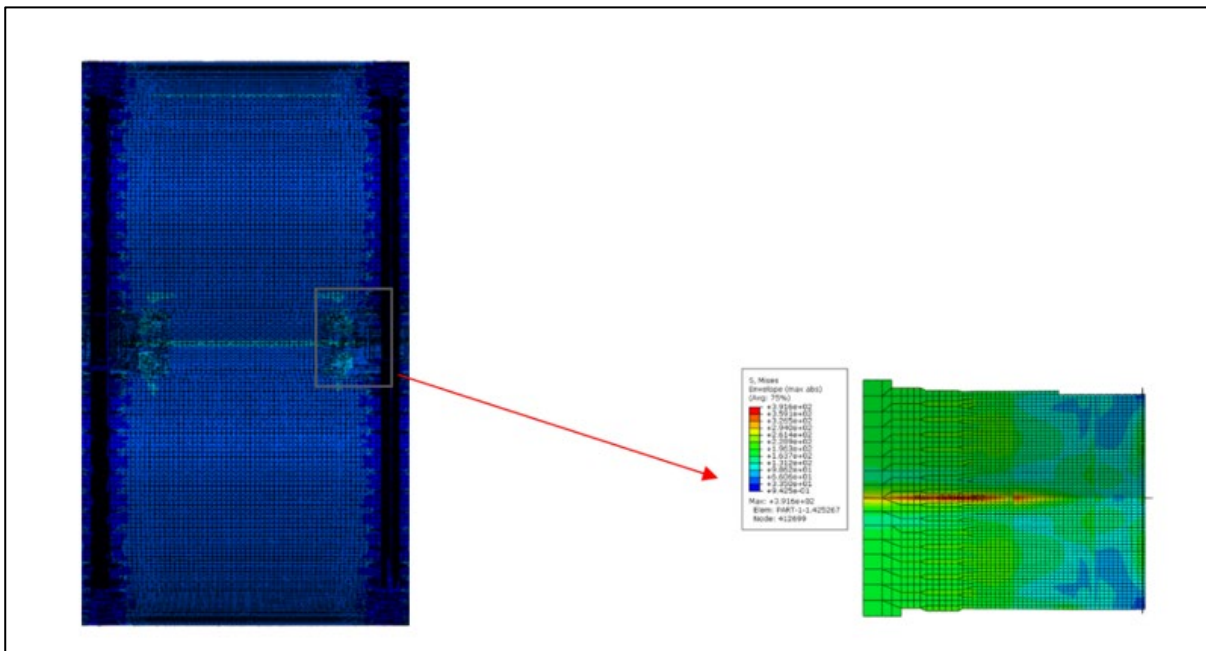 S, Mises
Envelope (max abs)
(Avg: 75%)
+3.916e+02
+3.591e+02
+3.265e+02
+2.940e+02
+2.614e+02
+2.289e+02
+1.963e+02
+1.637e+02
+1.312e+02
+9.862e+01
+6.606e+01
+3.350e+01
+9.425e-01
Max: +3.916e+02
Elem: PART-1-1.425267
Node: 412699